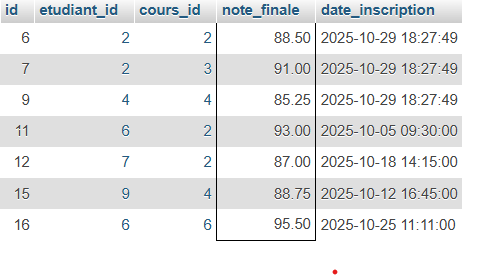 id etudiant_id cours_id note_finale date_inscription
6 2 2 88.50 2025-10-29 18:27:49
7 2 3 91.00 2025-10-29 18:27:49
9 4 4 85.25 2025-10-29 18:27:49
11 6 2 93.00 2025-10-05 09:30:00
12 7 2 87.00 2025-10-18 14:15:00
15 9 4 88.75 2025-10-12 16:45:00
16 6 6 95.50 2025-10-25 11:11:00